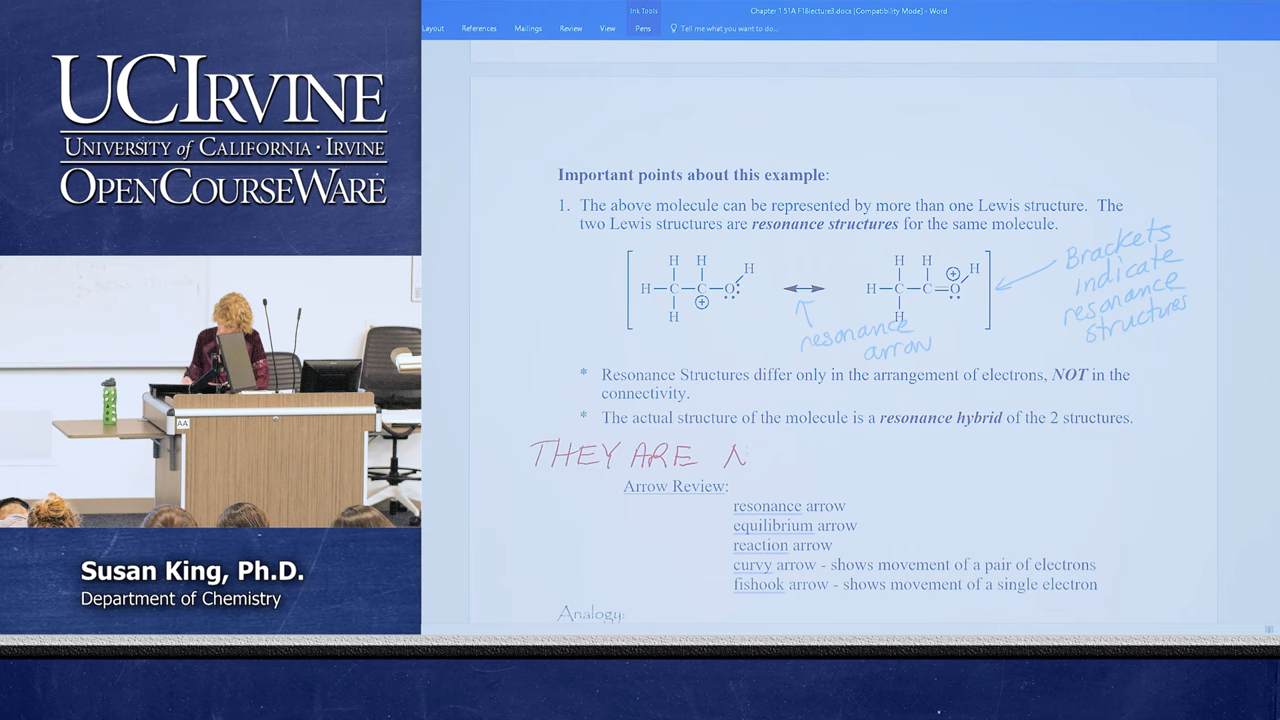 UCIRVINE
UNIVERSITY of CALIFORNIA · IRVINE
OPENCOURSEWARE
AA
Susan King, Ph.D.
Department of Chemistry
Ink Tools
Chapter 1 51A F18lecture3.docx [Compatibility Mode] - Word
Layout References Mailings Review View Pens Tell me what you want to do...
Important points about this example:
1. The above molecule can be represented by more than one Lewis structure. The
two Lewis structures are resonance structures for the same molecule.
H H H H H H
H—C—C—O: H—C—C=O
⊕ ⊕
H H
resonance
arrow
Brackets
indicate
resonance
structures
* Resonance Structures differ only in the arrangement of electrons, NOT in the
connectivity.
* The actual structure of the molecule is a resonance hybrid of the 2 structures.
THEY ARE N
Arrow Review:
resonance arrow
equilibrium arrow
reaction arrow
curvy arrow - shows movement of a pair of electrons
fishook arrow - shows movement of a single electron
Analogy: